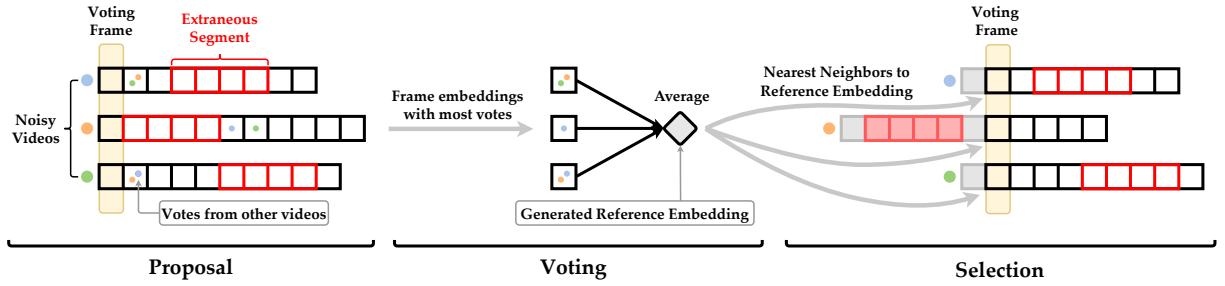 Voting
Frame
Extraneous
Segment
Noisy
Videos
Votes from other videos
Proposal
Frame embeddings
with most votes
Average
Generated Reference Embedding
Voting
Nearest Neighbors to
Reference Embedding
Voting
Frame
Selection